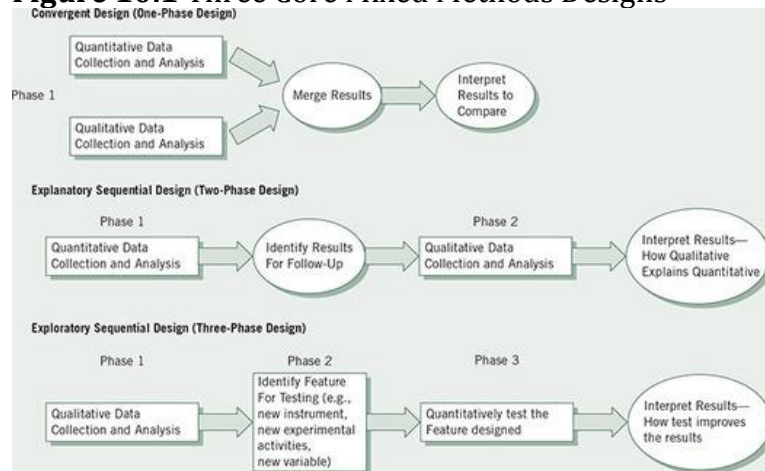 Figure 10.1 Three Core Mixed Methods Designs
Convergent Design (One-Phase Design)
Phase 1
Quantitative Data
Collection and Analysis
Qualitative Data
Collection and Analysis
Merge Results
Interpret
Results to
Compare
Explanatory Sequential Design (Two-Phase Design)
Phase 1
Quantitative Data
Collection and Analysis
Identify Results
For Follow-Up
Phase 2
Qualitative Data
Collection and Analysis
Interpret Results—
How Qualitative
Explains Quantitative
Exploratory Sequential Design (Three-Phase Design)
Phase 1
Qualitative Data
Collection and Analysis
Phase 2
Identify Feature
For Testing (e.g.,
new instrument,
new experimental
activities,
new variable)
Phase 3
Quantitatively test the
Feature designed
Interpret Results—
How test improves
the results